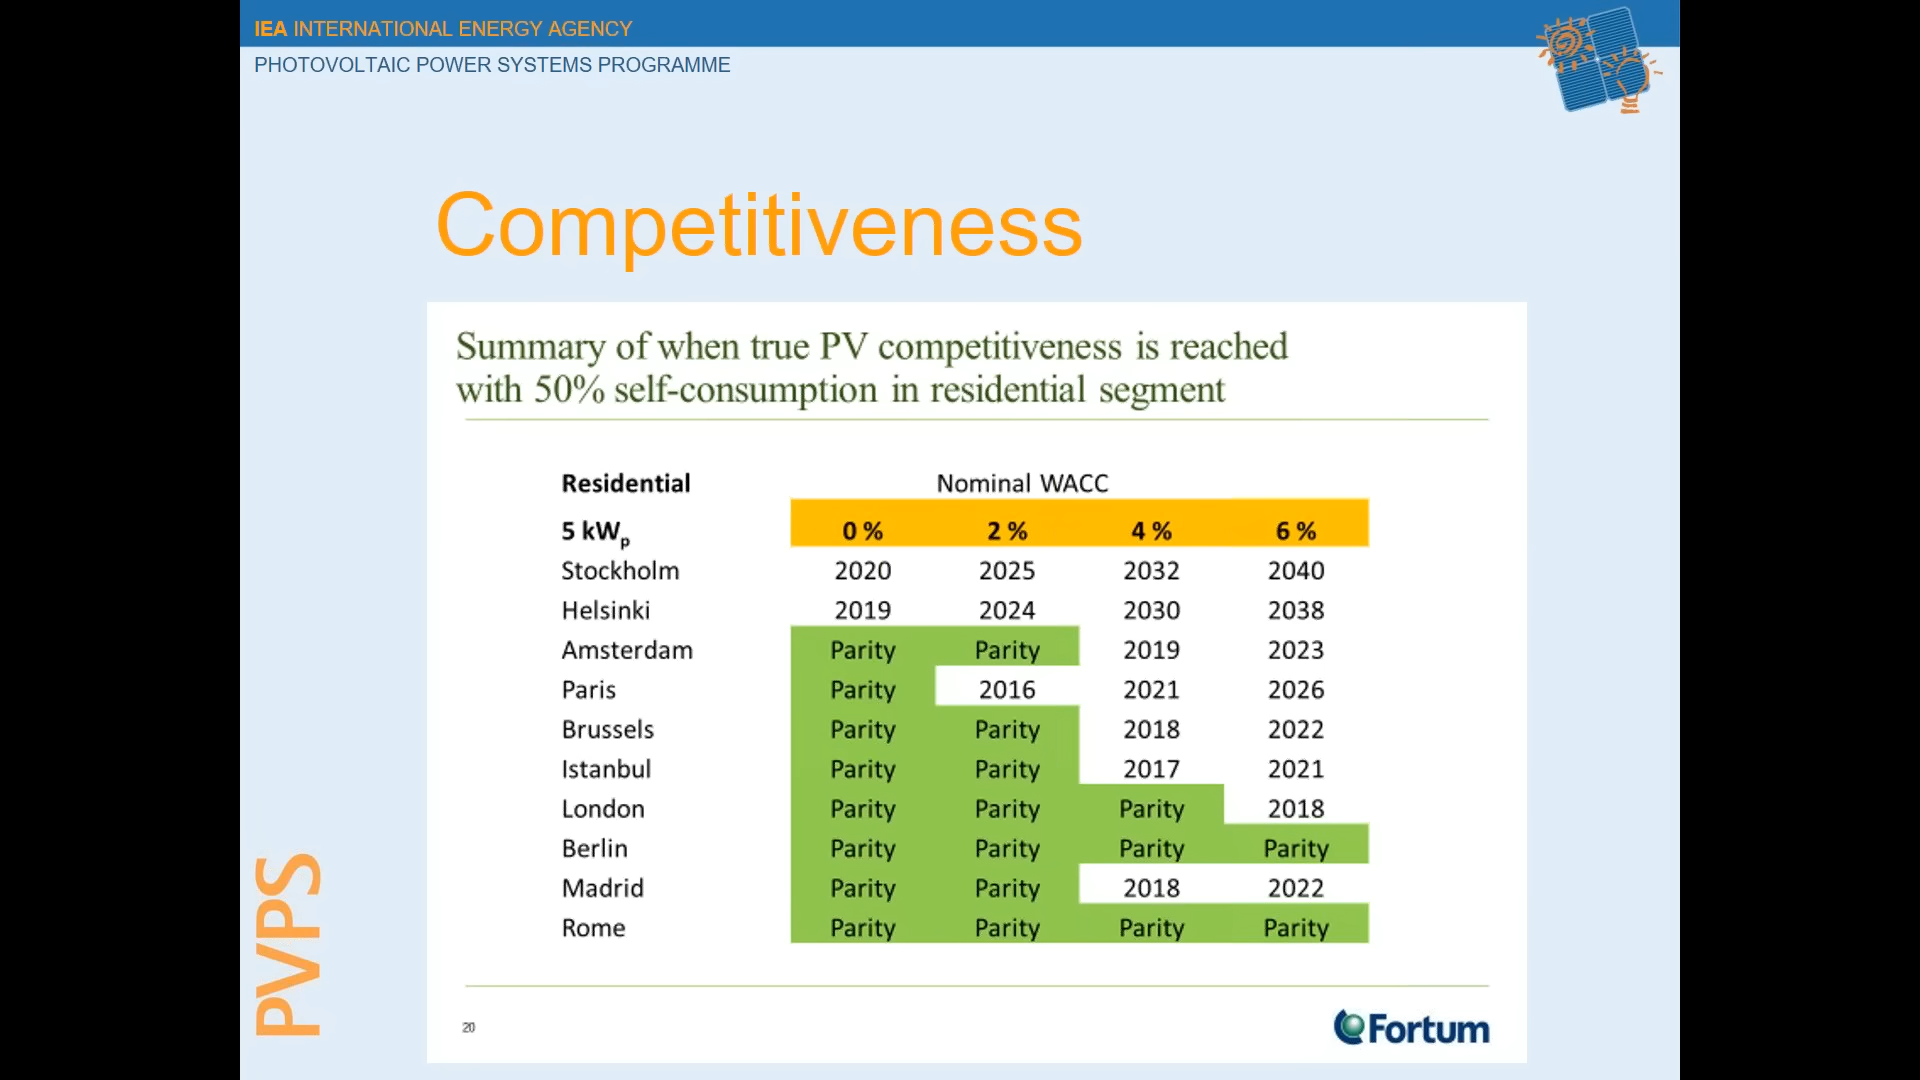 IEA INTERNATIONAL ENERGY AGENCY
PHOTOVOLTAIC POWER SYSTEMS PROGRAMME
Competitiveness
Summary of when true PV competitiveness is reached
with 50% self-consumption in residential segment
Residential Nominal WACC
5 kWp 0 % 2 % 4 % 6 %
Stockholm 2020 2025 2032 2040
Helsinki 2019 2024 2030 2038
Amsterdam Parity Parity 2019 2023
Paris Parity 2016 2021 2026
Brussels Parity Parity 2018 2022
Istanbul Parity Parity 2017 2021
London Parity Parity Parity 2018
Berlin Parity Parity Parity Parity
Madrid Parity Parity 2018 2022
Rome Parity Parity Parity Parity
20
Fortum
PVPS